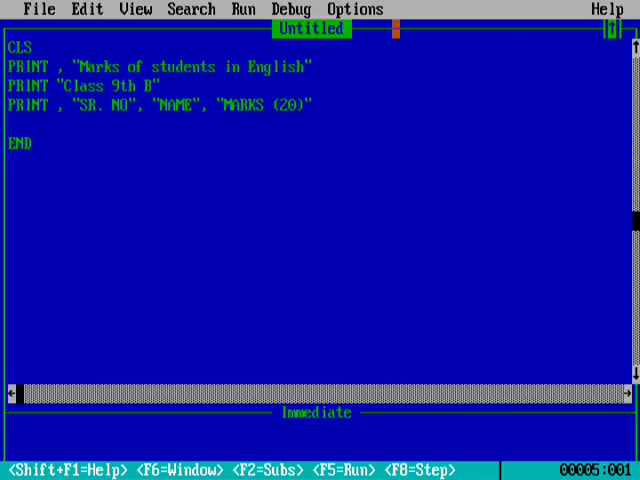 File Edit View Search Run Debug Options Help
Untitled
CLS
PRINT , "Marks of students in English"
PRINT "Class 9th B"
PRINT , "SR. NO", "NAME", "MARKS (20)"
END
Immediate
<Shift+F1=Help> <F6=Window> <F2=Subs> <F5=Run> <F8=Step> 00005:001